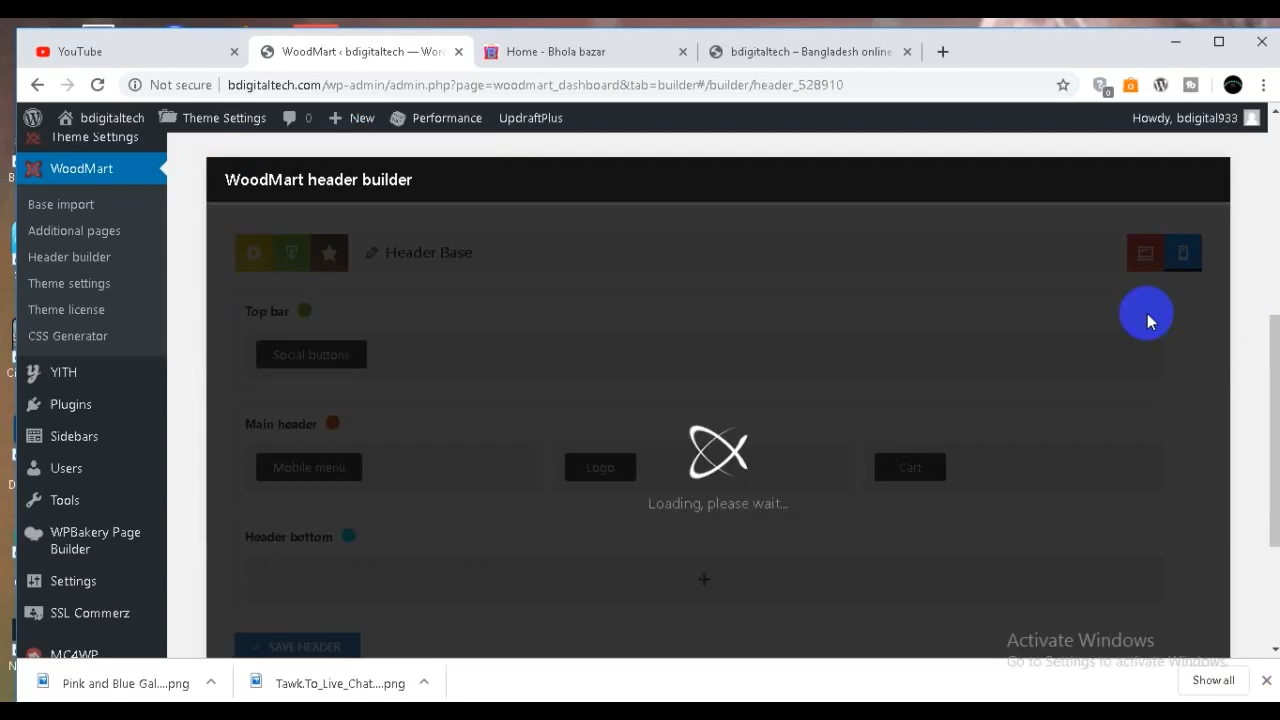 YouTube
WoodMart ‹ bdigitaltech — Wor
Home - Bhola bazar
bdigitaltech – Bangladesh online
Not secure
bdigitaltech.com/wp-admin/admin.php?page=woodmart_dashboard&tab=builder#/builder/header_528910
0
bdigitaltech
Theme Settings
0
New
Performance
UpdraftPlus
Howdy, bdigital933
Theme Settings
WoodMart
Base import
Additional pages
Header builder
Theme settings
Theme license
CSS Generator
YITH
Plugins
Sidebars
Users
Tools
WPBakery Page
Builder
Settings
SSL Commerz
MC4WP
WoodMart header builder
Header Base
Top bar
Social buttons
Main header
Mobile menu
Logo
Cart
Loading, please wait...
Header bottom
SAVE HEADER
Activate Windows
Go to Settings to activate Windows.
Pink and Blue Gal....png
Tawk.To_Live_Chat....png
Show all